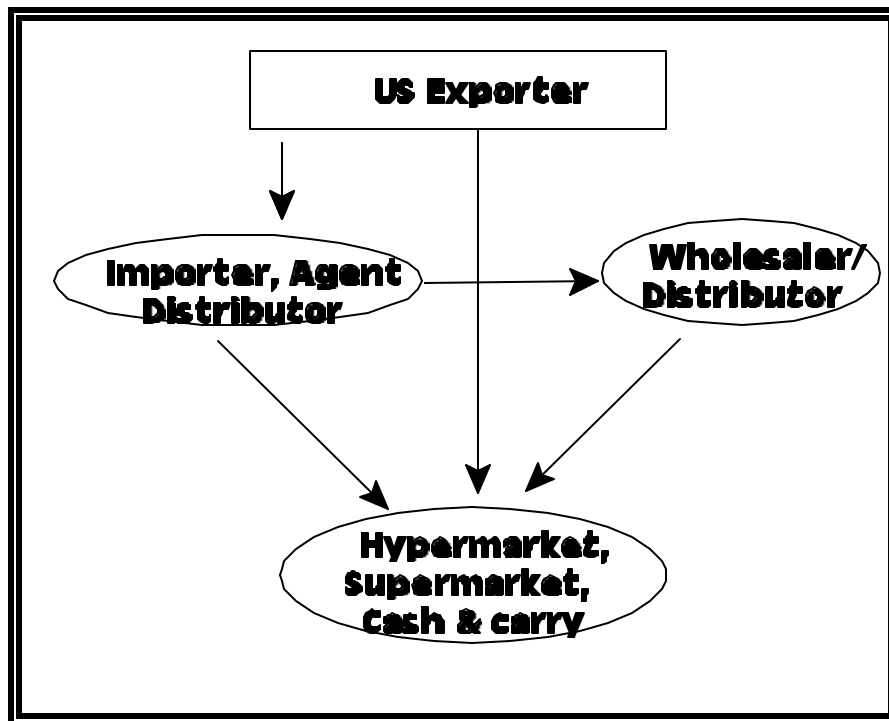 US Exporter
Importer, Agent
Distributor
Wholesaler/
Distributor
Hypermarket,
Supermarket,
Cash & carry